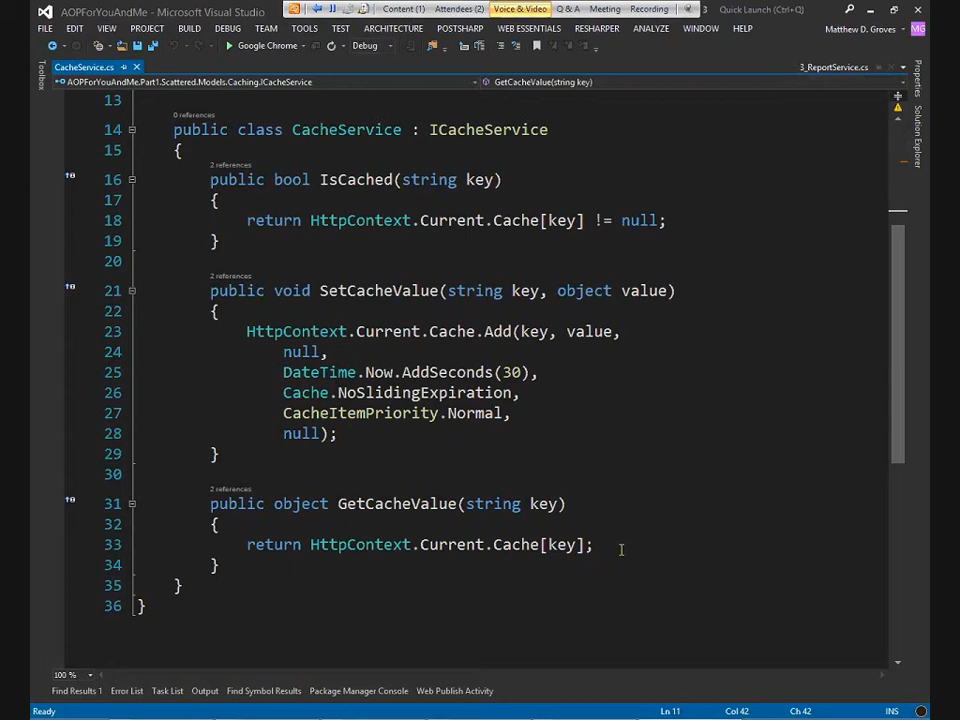 AOPForYouAndMe - Microsoft Visual Studio
Content (1) Attendees (2) Voice & Video Q & A Meeting Recording 3 Quick Launch (Ctrl+Q)
FILE EDIT VIEW PROJECT BUILD DEBUG TEAM TOOLS TEST ARCHITECTURE POSTSHARP WEB ESSENTIALS RESHARPER ANALYZE WINDOW HELP Matthew D. Groves MG
Google Chrome Debug
CacheService.cs 3_ReportService.cs
AOPForYouAndMe.Part1.Scattered.Models.Caching.ICacheService GetCacheValue(string key)
Toolbox
Properties
Solution Explorer
13
0 references
14 public class CacheService : ICacheService
15 {
2 references
16 public bool IsCached(string key)
17 {
18 return HttpContext.Current.Cache[key] != null;
19 }
20
2 references
21 public void SetCacheValue(string key, object value)
22 {
23 HttpContext.Current.Cache.Add(key, value,
24 null,
25 DateTime.Now.AddSeconds(30),
26 Cache.NoSlidingExpiration,
27 CacheItemPriority.Normal,
28 null);
29 }
30
2 references
31 public object GetCacheValue(string key)
32 {
33 return HttpContext.Current.Cache[key];
34 }
35 }
36 }
100 %
Find Results 1 Error List Task List Output Find Symbol Results Package Manager Console Web Publish Activity
Ready Ln 11 Col 42 Ch 42 INS